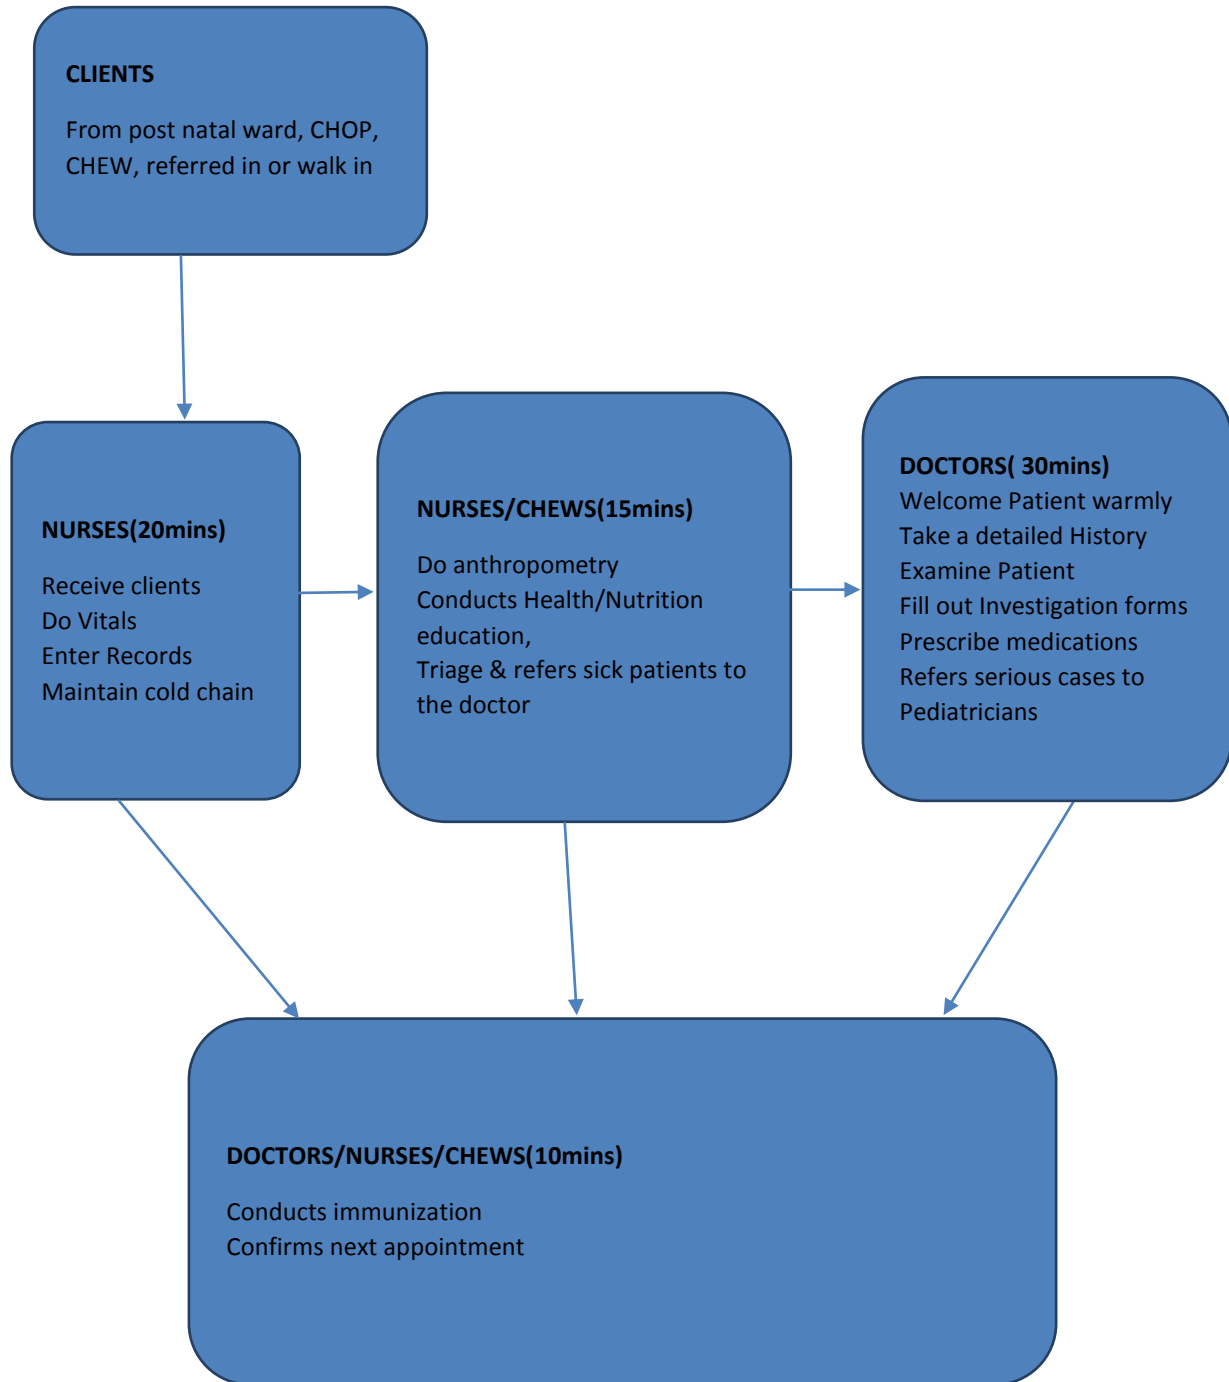 CLIENTS
From post natal ward, CHOP,
CHEW, referred in or walk in
NURSES(20mins)
Receive clients
Do Vitals
Enter Records
Maintain cold chain
NURSES/CHEWS(15mins)
Do anthropometry
Conducts Health/Nutrition
education,
Triage & refers sick patients to
the doctor
DOCTORS( 30mins)
Welcome Patient warmly
Take a detailed History
Examine Patient
Fill out Investigation forms
Prescribe medications
Refers serious cases to
Pediatricians
DOCTORS/NURSES/CHEWS(10mins)
Conducts immunization
Confirms next appointment